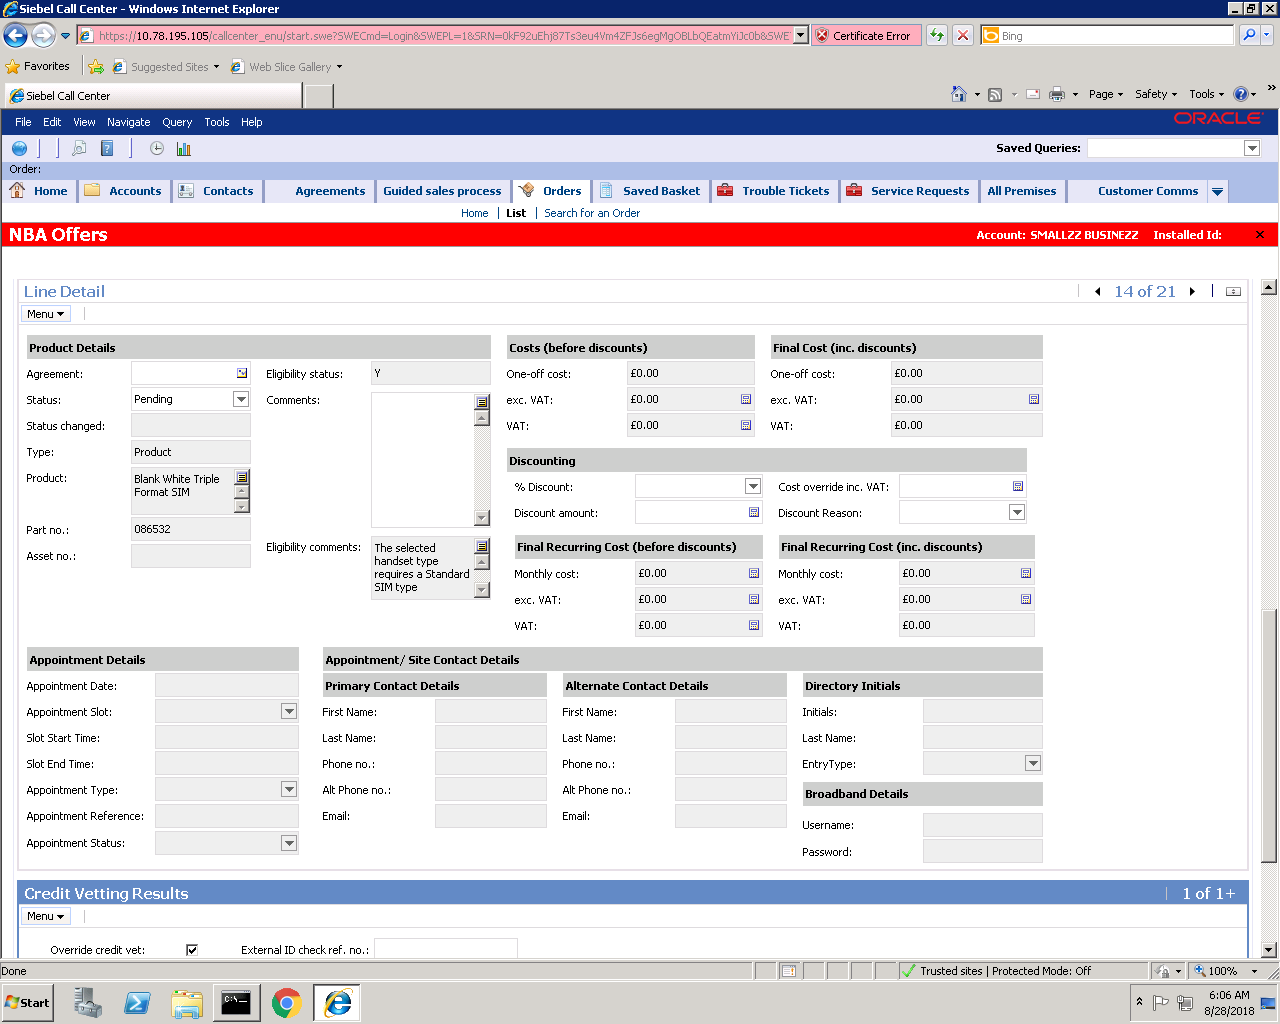 Siebel Call Center - Windows Internet Explorer
https://10.78.195.105/callcenter_enu/start.swe?SWECmd=Login&SWEPL=1&SRN=0kF92uEhj87Ts3eu4Vm4ZFJs6egMgOBLbQEatmYiJc0b&SWE
Certificate Error
Bing
Favorites
Suggested Sites
Web Slice Gallery
Siebel Call Center
Page
Safety
Tools
File Edit View Navigate Query Tools Help
ORACLE
Saved Queries:
Order:
Home
Accounts
Contacts
Agreements
Guided sales process
Orders
Saved Basket
Trouble Tickets
Service Requests
All Premises
Customer Comms
Home | List | Search for an Order
NBA Offers
Account: SMALLZZ BUSINEZZ Installed Id:
Line Detail
14 of 21
Menu
Product Details
Agreement:
Status: Pending
Status changed:
Type: Product
Product: Blank White Triple
Format SIM
Part no.: 086532
Asset no.:
Eligibility status: Y
Comments:
Eligibility comments: The selected
handset type
requires a Standard
SIM type
Costs (before discounts)
One-off cost: £0.00
exc. VAT: £0.00
VAT: £0.00
Final Cost (inc. discounts)
One-off cost: £0.00
exc. VAT: £0.00
VAT: £0.00
Discounting
% Discount:
Discount amount:
Cost override inc. VAT:
Discount Reason:
Final Recurring Cost (before discounts)
Monthly cost: £0.00
exc. VAT: £0.00
VAT: £0.00
Final Recurring Cost (inc. discounts)
Monthly cost: £0.00
exc. VAT: £0.00
VAT: £0.00
Appointment Details
Appointment Date:
Appointment Slot:
Slot Start Time:
Slot End Time:
Appointment Type:
Appointment Reference:
Appointment Status:
Appointment/ Site Contact Details
Primary Contact Details
First Name:
Last Name:
Phone no.:
Alt Phone no.:
Email:
Alternate Contact Details
First Name:
Last Name:
Phone no.:
Alt Phone no.:
Email:
Directory Initials
Initials:
Last Name:
EntryType:
Broadband Details
Username:
Password:
Credit Vetting Results
1 of 1+
Menu
Override credit vet:
External ID check ref. no.:
Done
Trusted sites | Protected Mode: Off
100%
Start
6:06 AM
8/28/2018